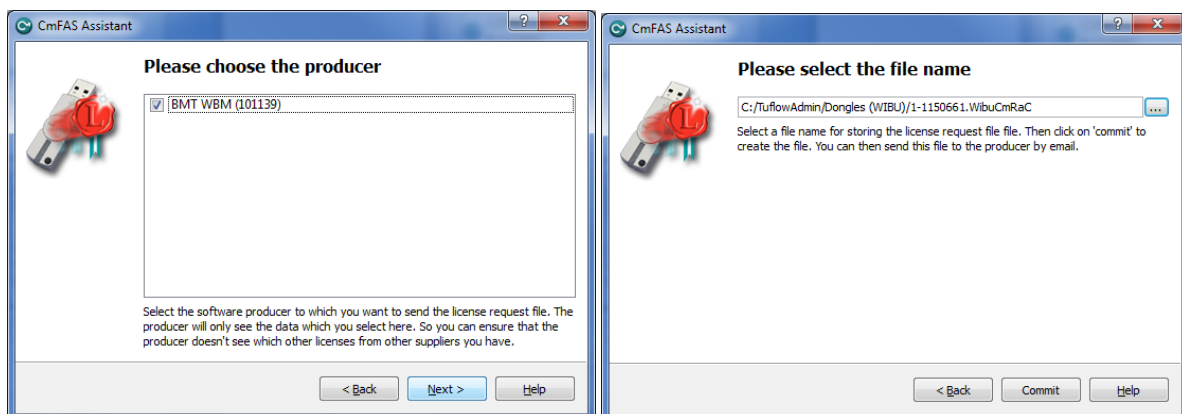 CmFAS Assistant
Please choose the producer
BMT WBM (101139)
Select the software producer to which you want to send the license request file. The
producer will only see the data which you select here. So you can ensure that the
producer doesn't see which other licenses from other suppliers you have.
< Back
Next >
Help
CmFAS Assistant
Please select the file name
C:/TuflowAdmin/Dongles (WIBU)/1-1150661.WibuCmRaC
...
Select a file name for storing the license request file file. Then click on 'commit' to
create the file. You can then send this file to the producer by email.
< Back
Commit
Help